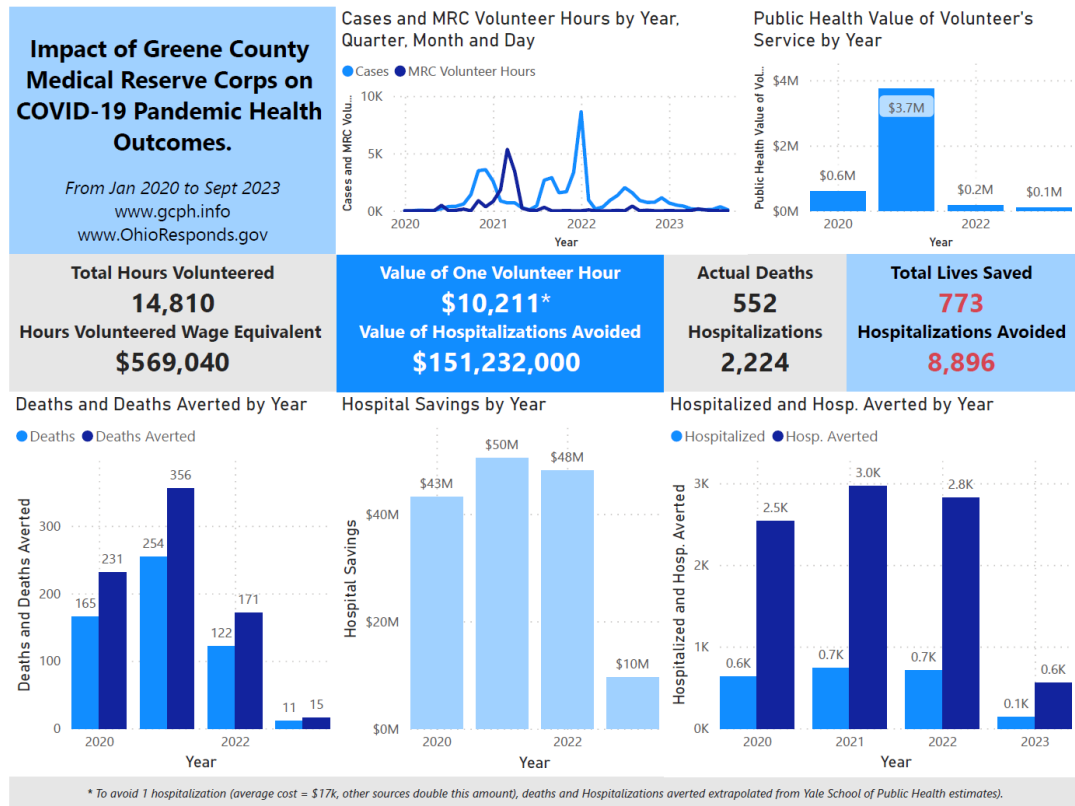 Impact of Greene County
Medical Reserve Corps on
COVID-19 Pandemic Health
Outcomes.
From Jan 2020 to Sept 2023
www.gcph.info
www.OhioResponds.gov
Cases and MRC Volunteer Hours by Year,
Quarter, Month and Day
Cases MRC Volunteer Hours
Cases and MRC Volu...
10K
5K
0K
2020 2021 2022 2023
Year
Public Health Value of Volunteer's
Service by Year
Public Health Value of Vol...
$4M
$2M
$0M
$0.6M
$3.7M
$0.2M
$0.1M
2020 2022
Year
Total Hours Volunteered
14,810
Hours Volunteered Wage Equivalent
$569,040
Value of One Volunteer Hour
$10,211*
Value of Hospitalizations Avoided
$151,232,000
Actual Deaths
552
Hospitalizations
2,224
Total Lives Saved
773
Hospitalizations Avoided
8,896
Deaths and Deaths Averted by Year
Deaths Deaths Averted
Deaths and Deaths Averted
300
200
100
0
165
231
254
356
122
171
11
15
2020 2022
Year
Hospital Savings by Year
Hospital Savings
$40M
$20M
$0M
$43M
$50M
$48M
$10M
2020 2022
Year
Hospitalized and Hosp. Averted by Year
Hospitalized Hosp. Averted
Hospitalized and Hosp. Averted
3K
2K
1K
0K
0.6K
2.5K
0.7K
3.0K
0.7K
2.8K
0.1K
0.6K
2020 2021 2022 2023
Year
* To avoid 1 hospitalization (average cost = $17k, other sources double this amount), deaths and Hospitalizations averted extrapolated from Yale School of Public Health estimates).